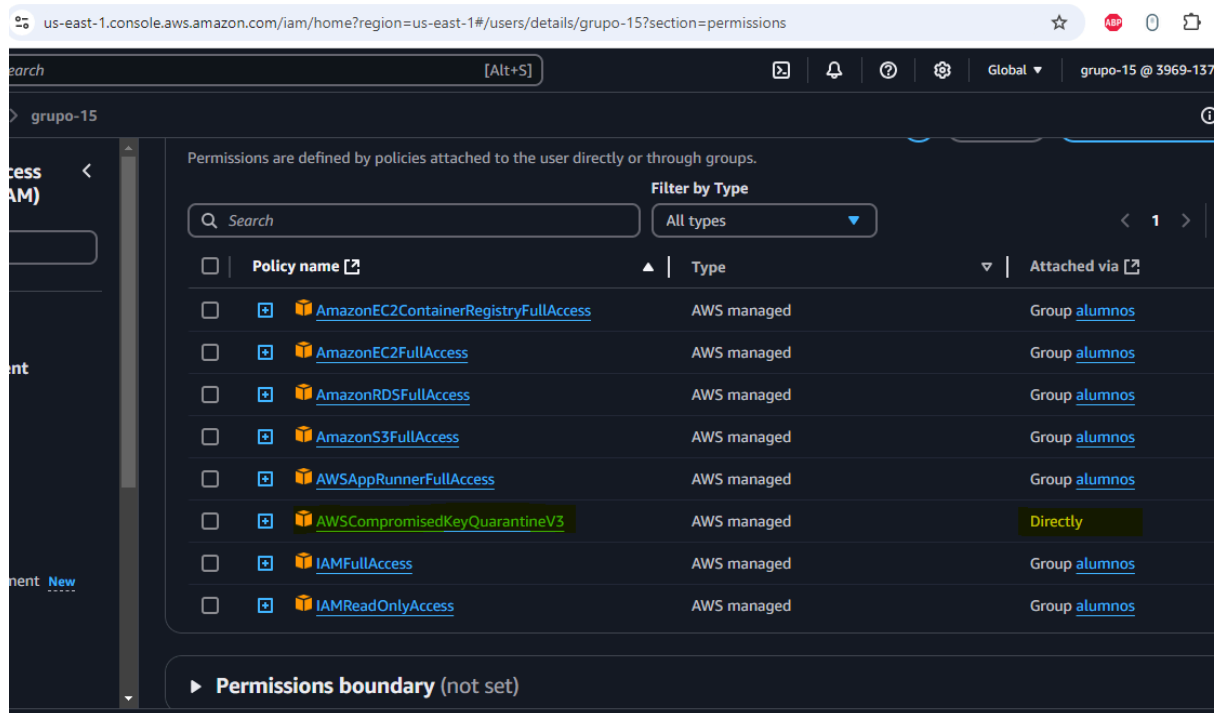 us-east-1.console.aws.amazon.com/iam/home?region=us-east-1#/users/details/grupo-15?section=permissions
ABP
[Alt+S]
Global
grupo-15 @ 3969-137
grupo-15
Permissions are defined by policies attached to the user directly or through groups.
Filter by Type
Search
All types
1
Policy name
Type
Attached via
AmazonEC2ContainerRegistryFullAccess AWS managed Group alumnos
AmazonEC2FullAccess AWS managed Group alumnos
AmazonRDSFullAccess AWS managed Group alumnos
AmazonS3FullAccess AWS managed Group alumnos
AWSAppRunnerFullAccess AWS managed Group alumnos
AWSCompromisedKeyQuarantineV3 AWS managed Directly
IAMFullAccess AWS managed Group alumnos
New
IAMReadOnlyAccess AWS managed Group alumnos
Permissions boundary (not set)